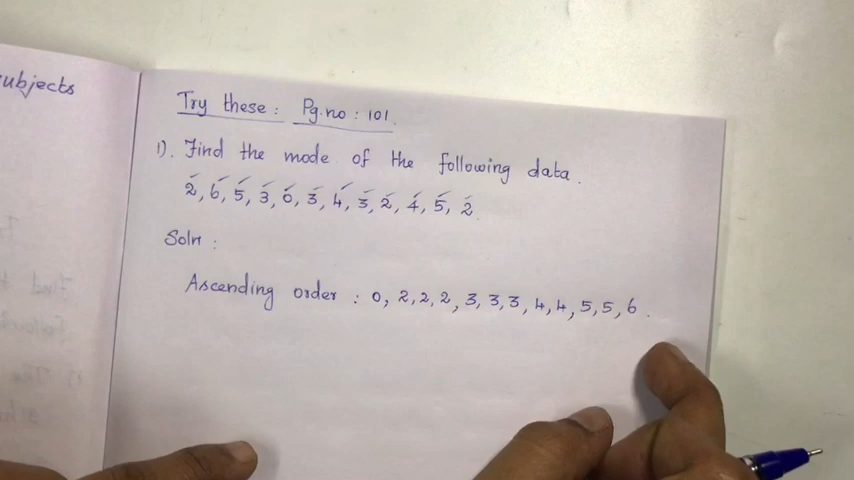 ubjects
Try these : Pg.no : 101.
1). Find the mode of the following data.
2, 6, 5, 3, 0, 3, 4, 3, 2, 4, 5, 2.
Soln :
Ascending order : 0, 2, 2, 2, 3, 3, 3, 4, 4, 5, 5, 6.